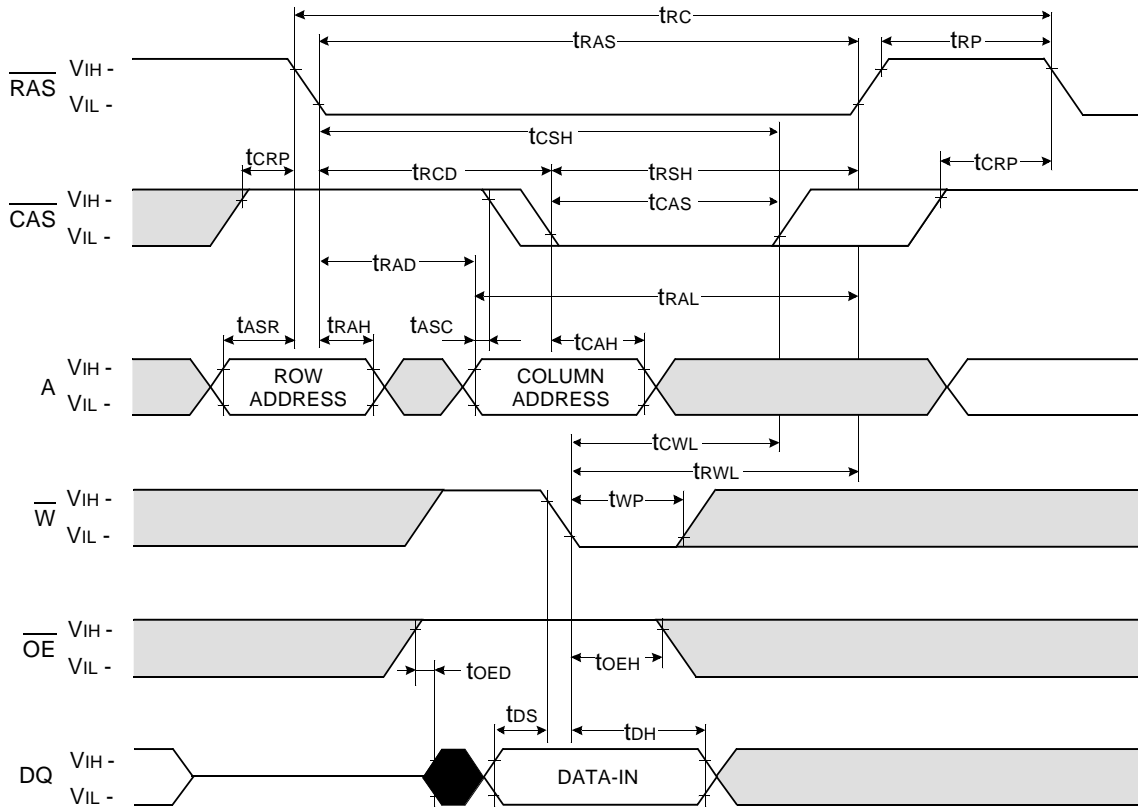 tRC
tRAS
tRP
RAS
VIH -
VIL -
tCSH
tCRP
tRCD
tRSH
tCRP
CAS
VIH -
VIL -
tCAS
tRAD
tRAL
tASR
tRAH
tASC
tCAH
A
VIH -
VIL -
ROW
ADDRESS
COLUMN
ADDRESS
tCWL
tRWL
W
VIH -
VIL -
tWP
OE
VIH -
VIL -
tOED
tOEH
tDS
tDH
DQ
VIH -
VIL -
DATA-IN